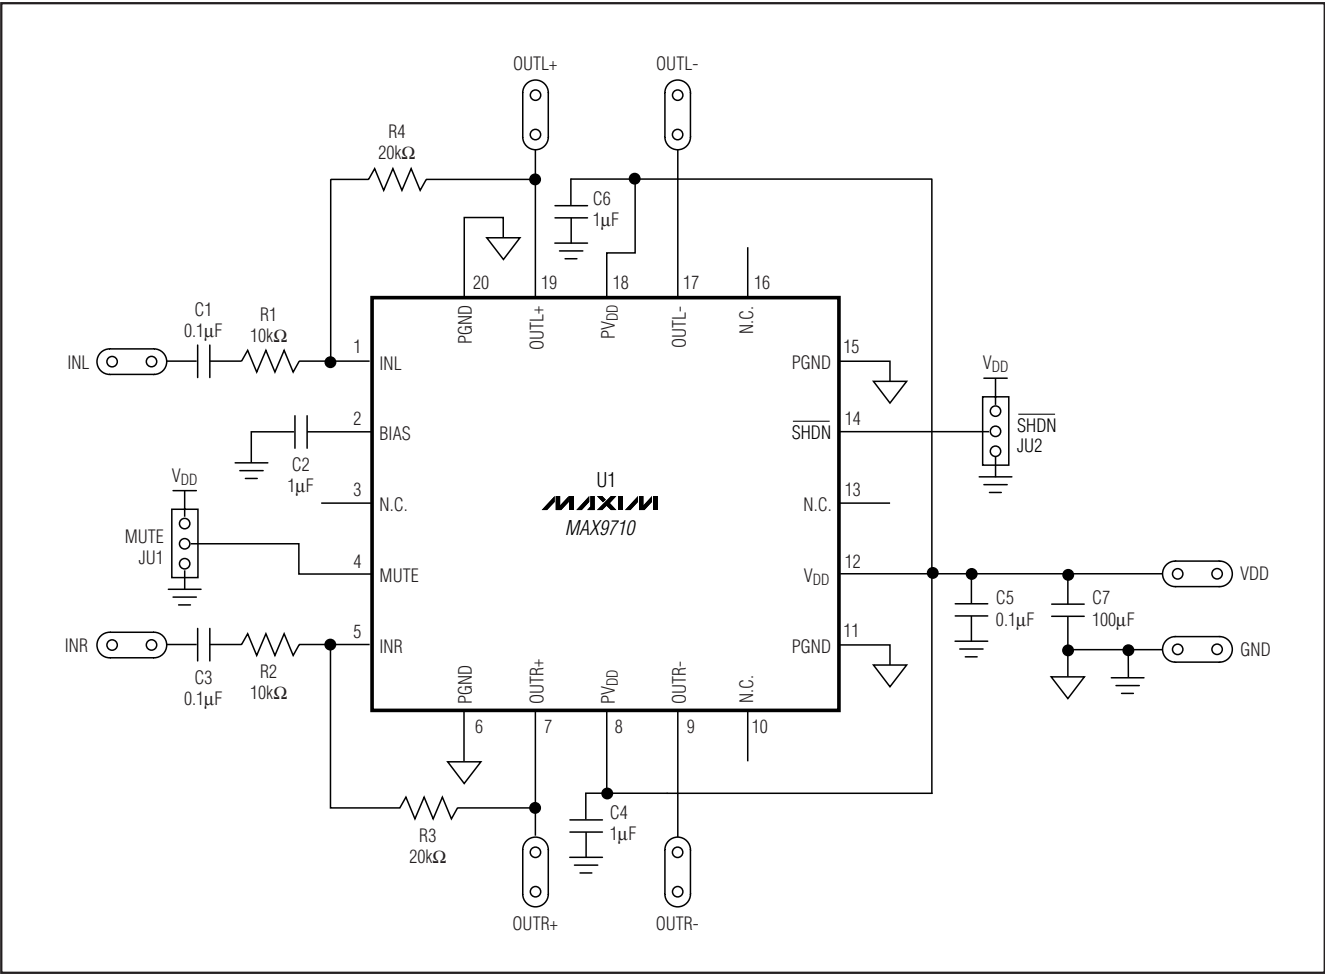 OUTL+
OUTL-
R4
20kΩ
C6
1µF
20
19
18
17
16
PGND
OUTL+
PVDD
OUTL-
N.C.
C1
0.1µF
R1
10kΩ
INL
1
INL
PGND
15
VDD
2
BIAS
C2
1µF
SHDN
14
SHDN
JU2
3
N.C.
U1
MAXIM
MAX9710
N.C.
13
VDD
MUTE
JU1
4
MUTE
VDD
12
VDD
C5
0.1µF
C7
100µF
INR
C3
0.1µF
R2
10kΩ
5
INR
PGND
11
GND
PGND
OUTR+
PVDD
OUTR-
N.C.
6
7
8
9
10
R3
20kΩ
C4
1µF
OUTR+
OUTR-